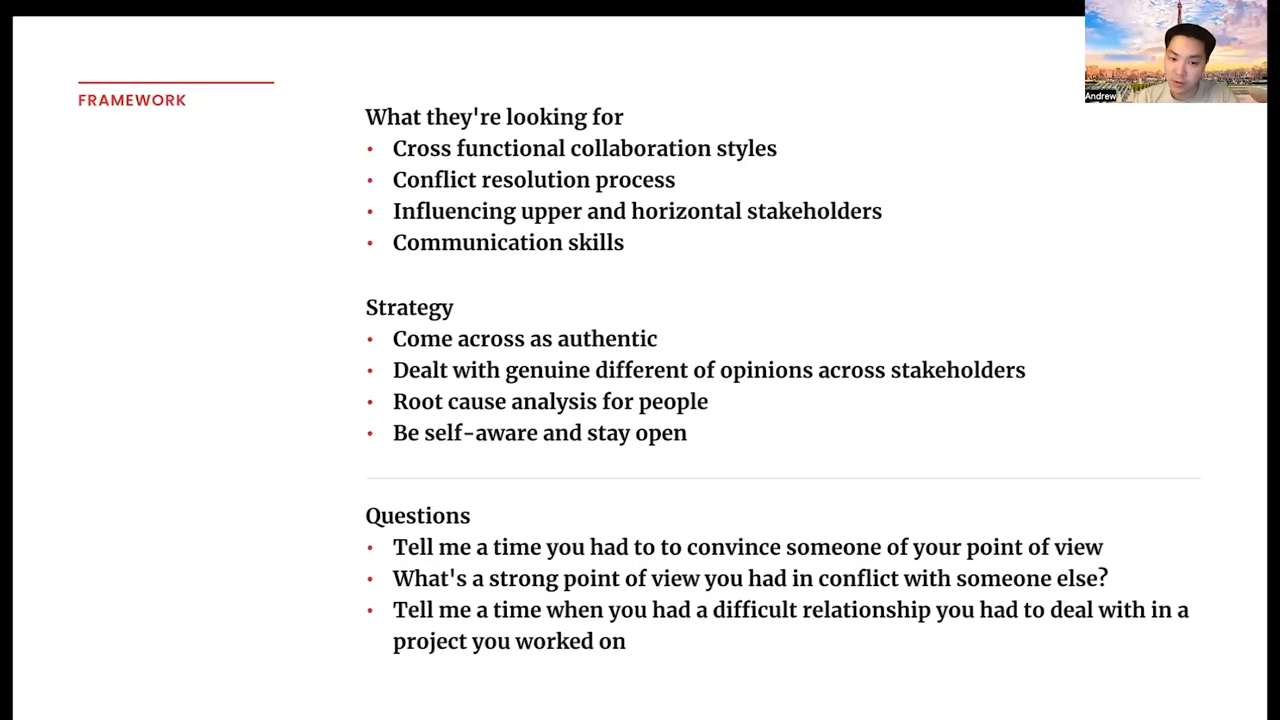 Andrew
FRAMEWORK
What they're looking for
• Cross functional collaboration styles
• Conflict resolution process
• Influencing upper and horizontal stakeholders
• Communication skills
Strategy
• Come across as authentic
• Dealt with genuine different of opinions across stakeholders
• Root cause analysis for people
• Be self-aware and stay open
Questions
• Tell me a time you had to to convince someone of your point of view
• What's a strong point of view you had in conflict with someone else?
• Tell me a time when you had a difficult relationship you had to deal with in a
project you worked on